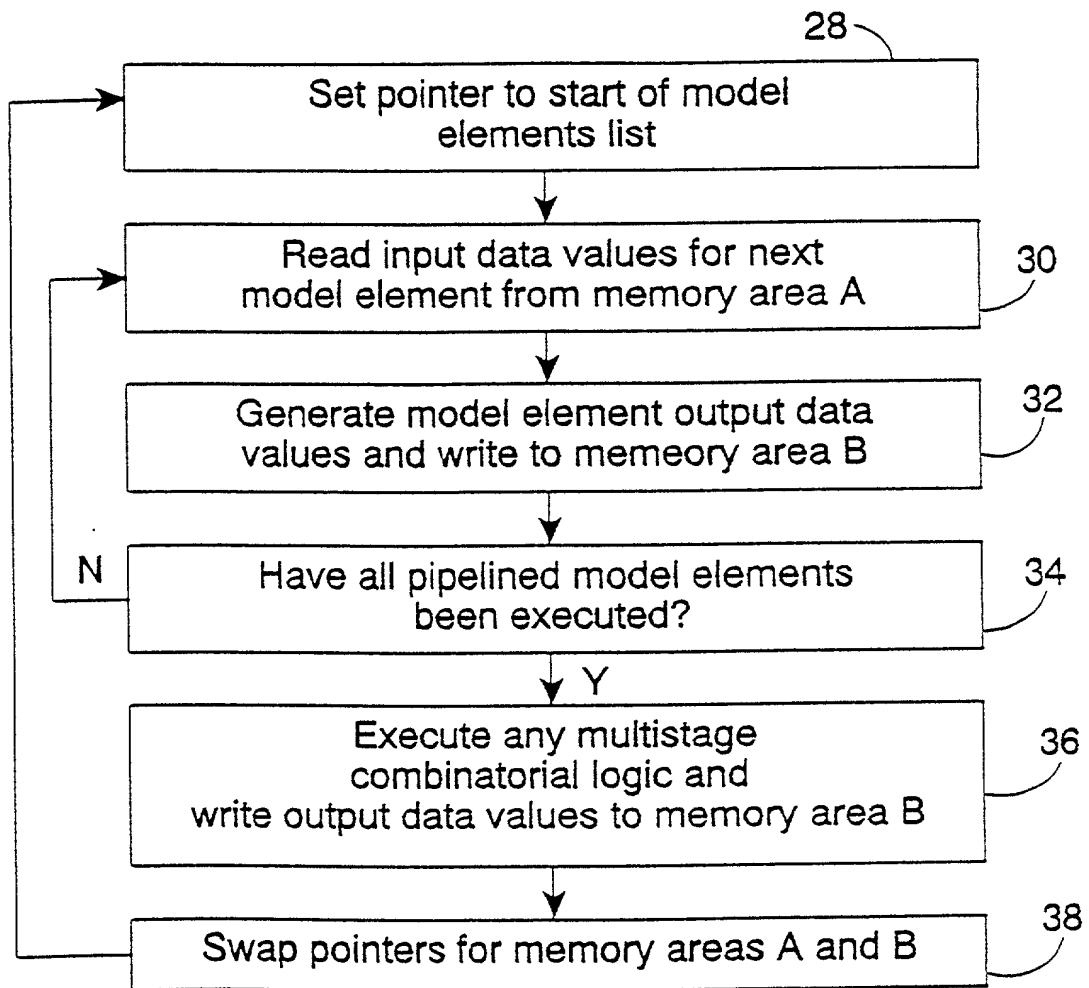 28
Set pointer to start of model
elements list
Read input data values for next
model element from memory area A
30
Generate model element output data
values and write to memeory area B
32
N
Have all pipelined model elements
been executed?
34
Y
Execute any multistage
combinatorial logic and
write output data values to memory area B
36
Swap pointers for memory areas A and B
38